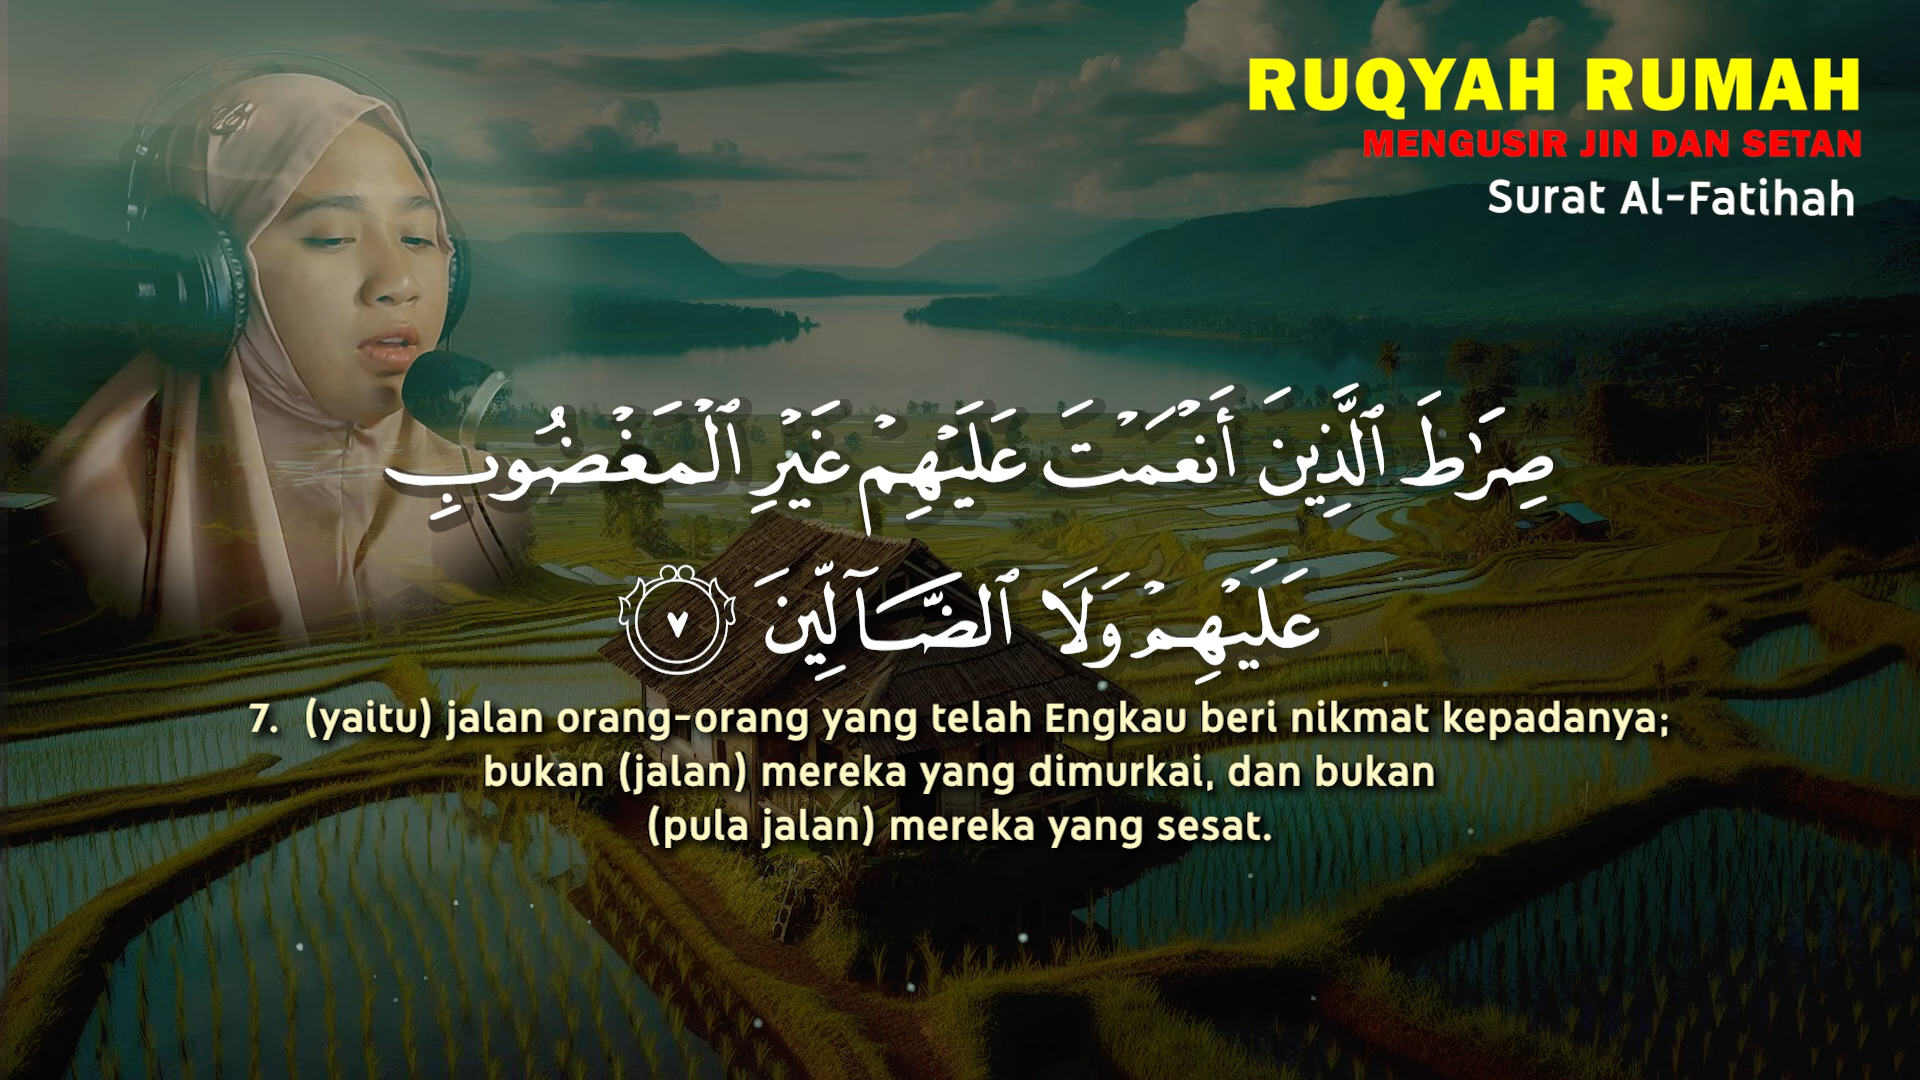 RUQYAH RUMAH
MENGUSIR JIN DAN SETAN
Surat Al-Fatihah
صِرَٰطَ ٱلَّذِينَ أَنْعَمْتَ عَلَيْهِمْ غَيْرِ ٱلْمَغْضُوبِ
عَلَيْهِمْ وَلَا ٱلضَّآلِّينَ ٧
7. (yaitu) jalan orang-orang yang telah Engkau beri nikmat kepadanya;
bukan (jalan) mereka yang dimurkai, dan bukan
(pula jalan) mereka yang sesat.